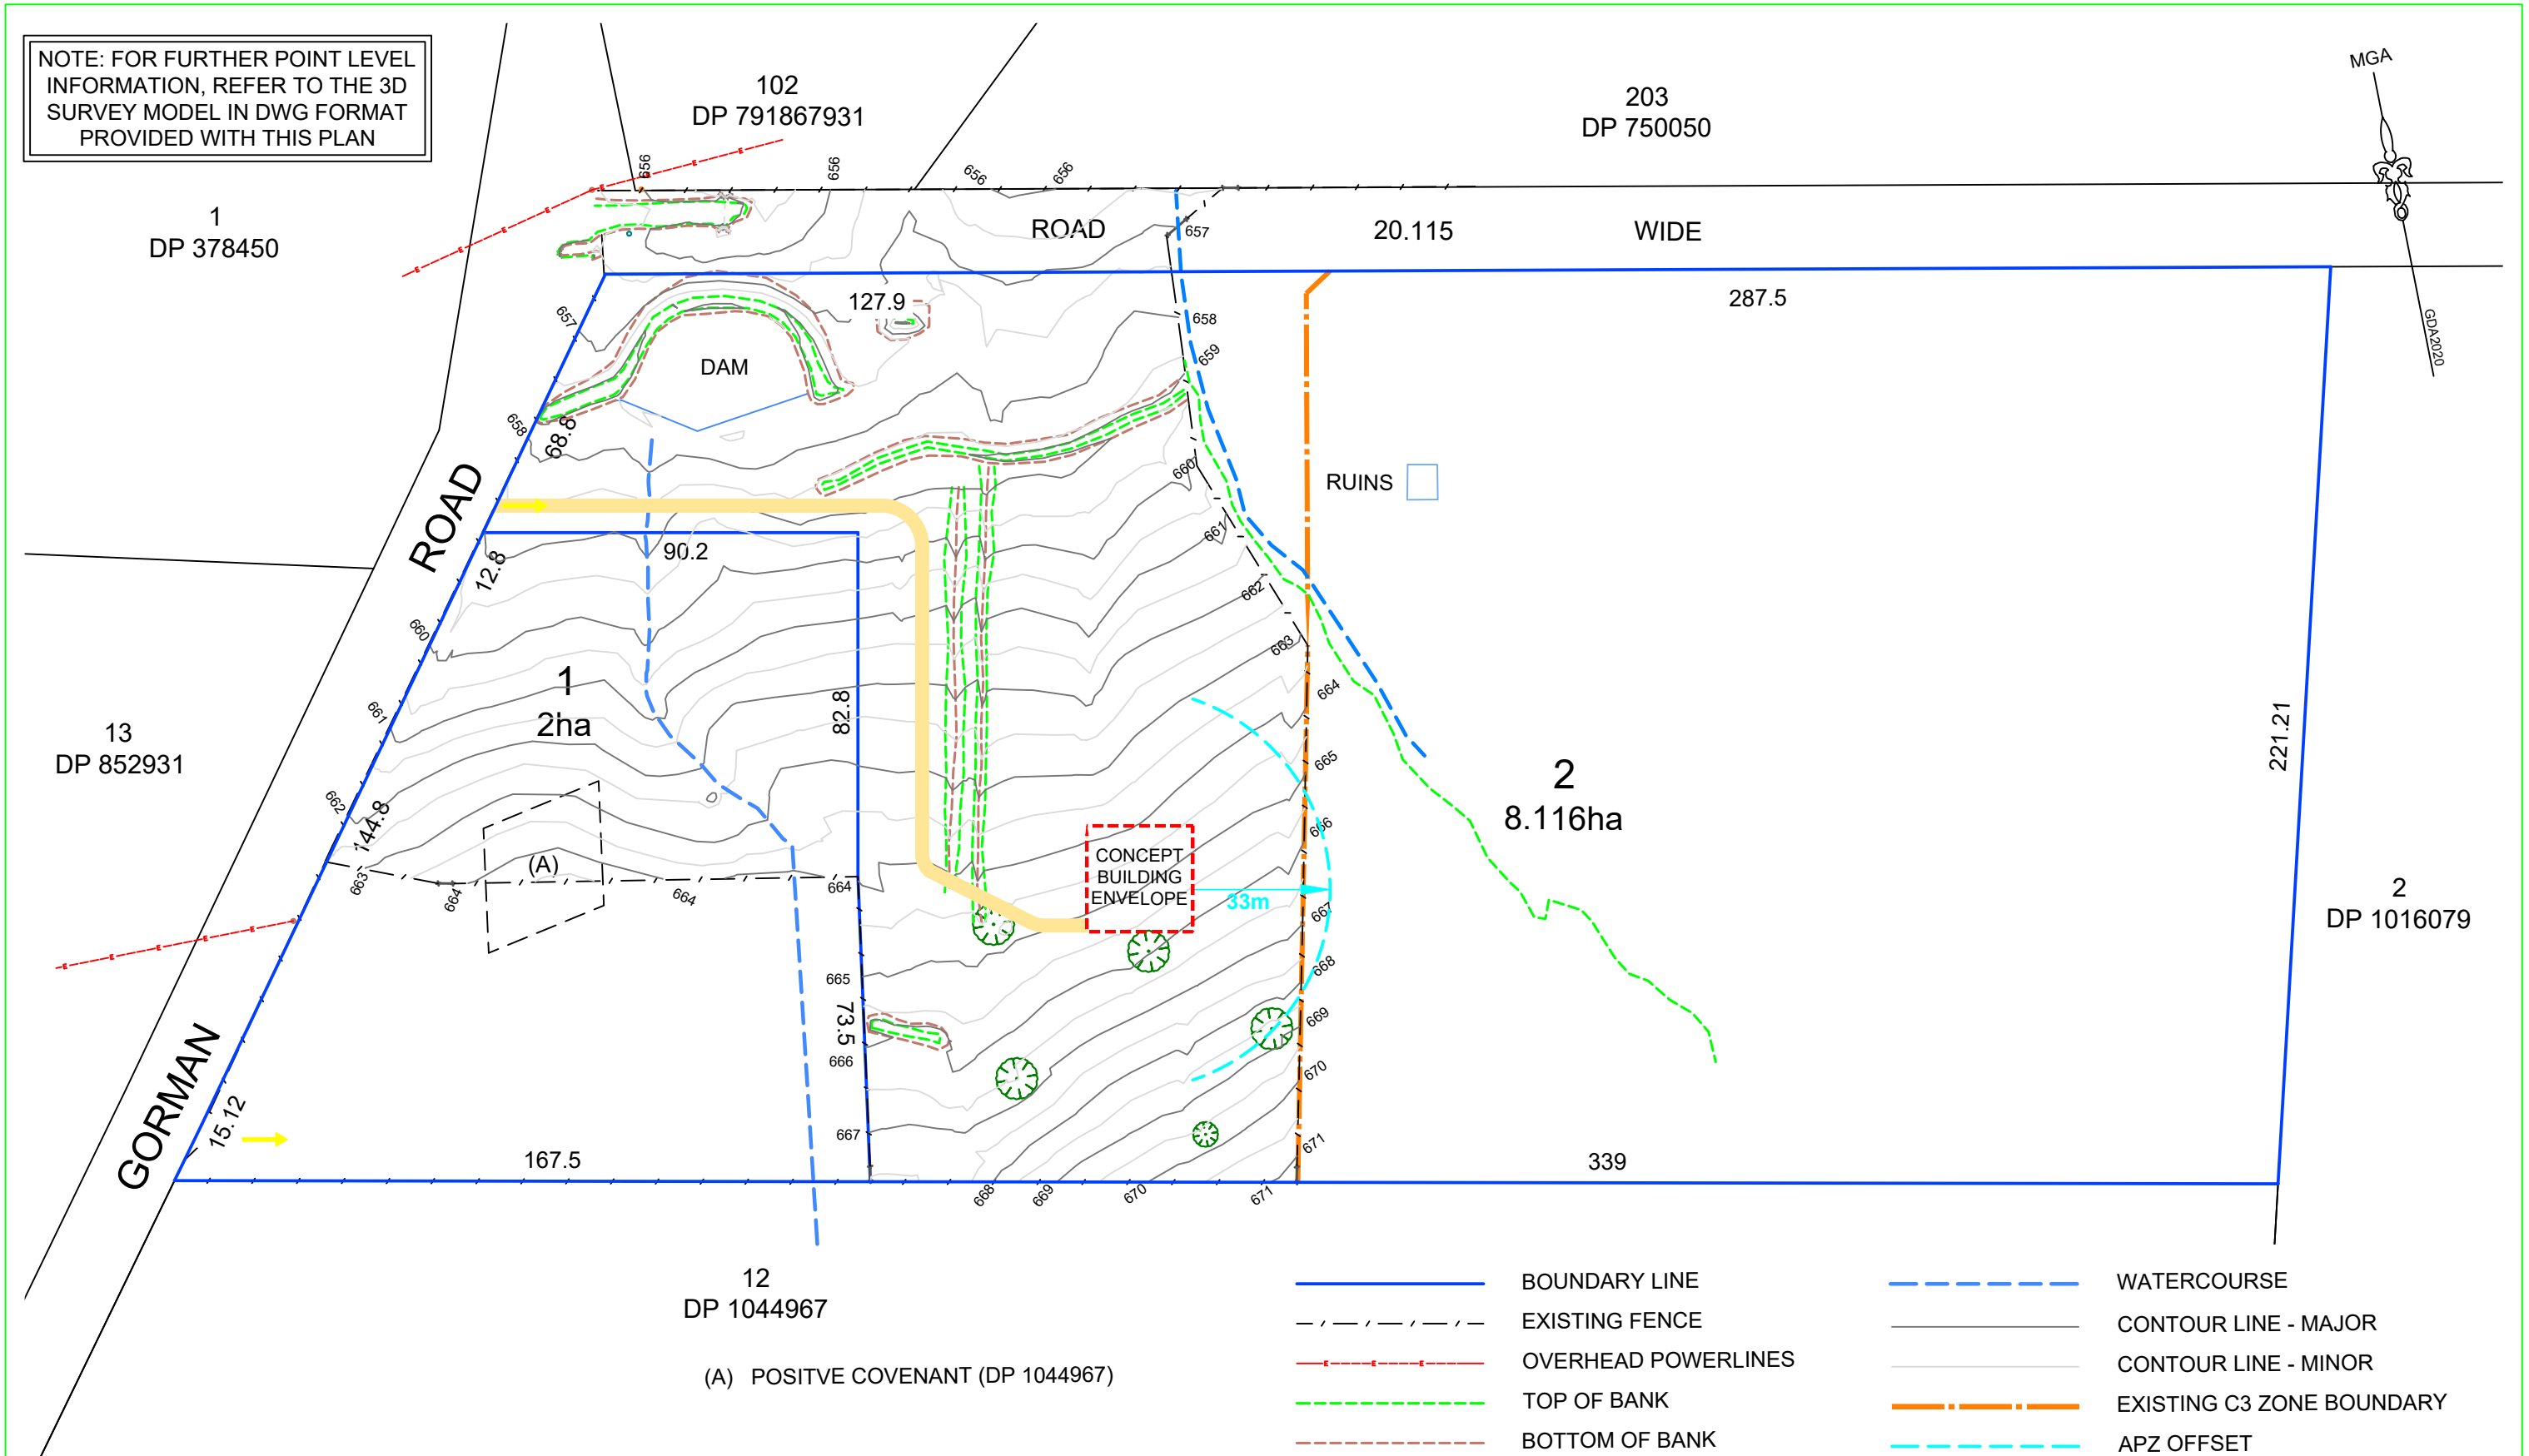 NOTE: FOR FURTHER POINT LEVEL
INFORMATION, REFER TO THE 3D
SURVEY MODEL IN DWG FORMAT
PROVIDED WITH THIS PLAN
102
DP 791867931
203
DP 750050
MGA
GDA2020
1
DP 378450
656
656
656
656
ROAD
20.115
WIDE
657
127.9
287.5
657
658
659
DAM
658
68.8
660
RUINS
ROAD
12.8
90.2
661
662
660
663
664
1
2ha
661
82.8
13
DP 852931
665
2
8.116ha
221.21
662
144.8
666
(A)
CONCEPT
BUILDING
ENVELOPE
33m
663
664
664
664
667
2
DP 1016079
668
665
73.5
669
666
670
GORMAN
15.12
667
671
167.5
339
668
669
670
671
12
DP 1044967
(A) POSITVE COVENANT (DP 1044967)
BOUNDARY LINE
EXISTING FENCE
E E E
OVERHEAD POWERLINES
TOP OF BANK
BOTTOM OF BANK
WATERCOURSE
CONTOUR LINE - MAJOR
CONTOUR LINE - MINOR
EXISTING C3 ZONE BOUNDARY
APZ OFFSET